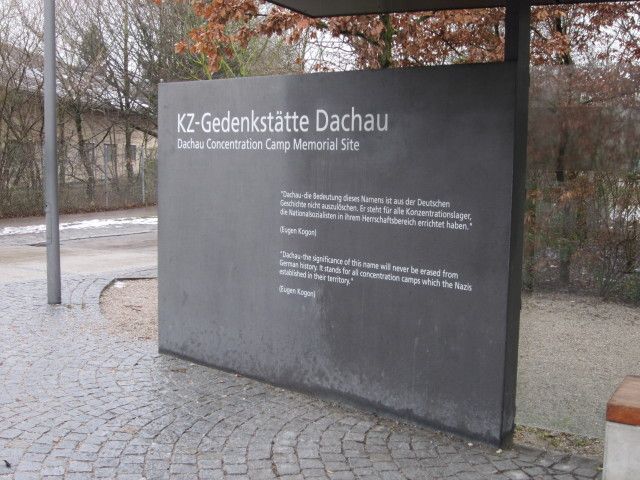 KZ-Gedenkstätte Dachau
Dachau Concentration Camp Memorial Site
"Dachau-die Bedeutung dieses Namens ist aus der Deutschen
Geschichte nicht auszulöschen. Er steht für alle Konzentrationslager,
die Nationalsozialisten in ihrem Herrschaftsbereich errichtet haben."
(Eugen Kogon)
"Dachau-the significance of this name will never be erased from
German history. It stands for all concentration camps which the Nazis
established in their territory."
(Eugen Kogon)